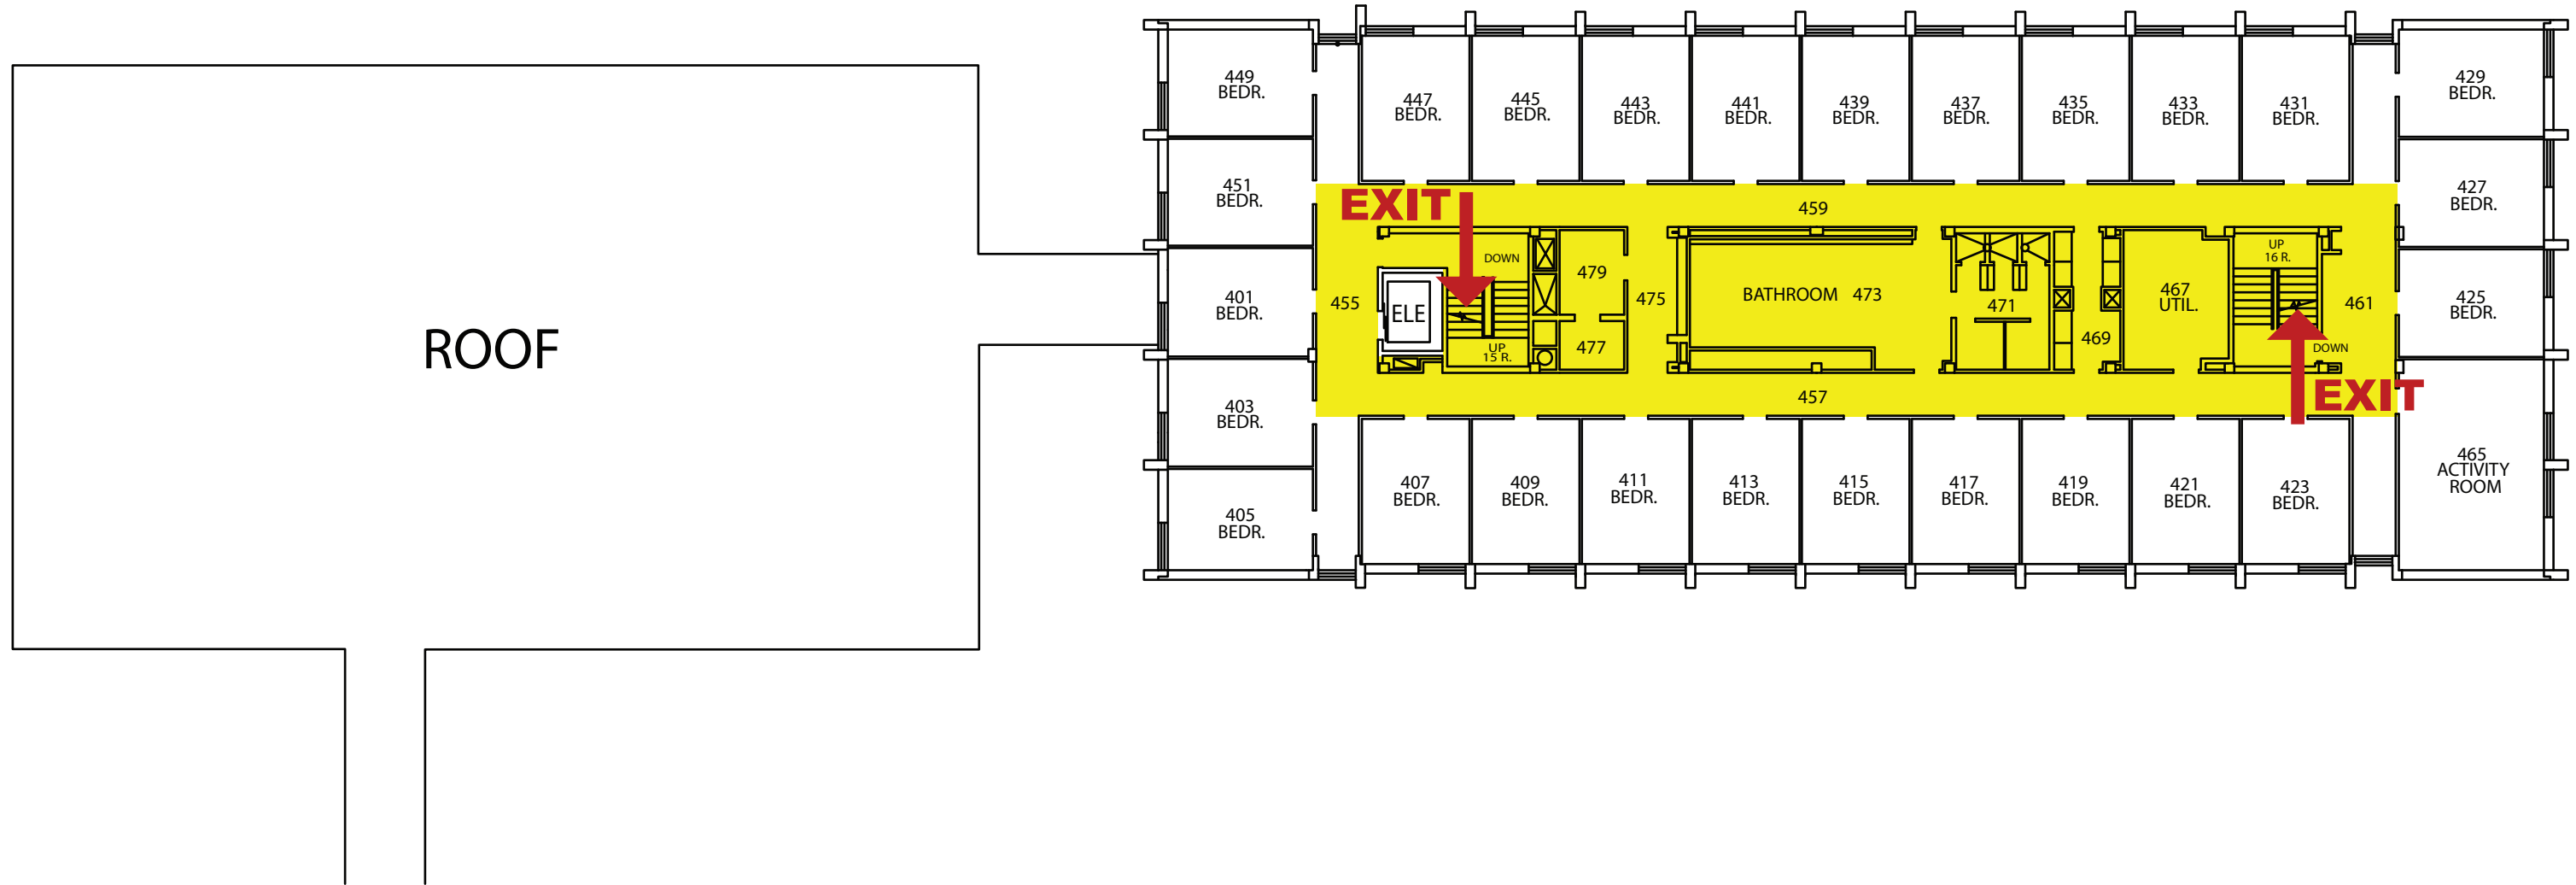 449
BEDR.
447
BEDR.
445
BEDR.
443
BEDR.
441
BEDR.
439
BEDR.
437
BEDR.
435
BEDR.
433
BEDR.
431
BEDR.
429
BEDR.
451
BEDR.
427
BEDR.
EXIT
459
DOWN
479
UP
16 R.
401
BEDR.
455
ELE
475
BATHROOM 473
471
467
UTIL.
461
425
BEDR.
ROOF
UP
15 R.
477
469
DOWN
403
BEDR.
457
EXIT
465
ACTIVITY
ROOM
405
BEDR.
407
BEDR.
409
BEDR.
411
BEDR.
413
BEDR.
415
BEDR.
417
BEDR.
419
BEDR.
421
BEDR.
423
BEDR.